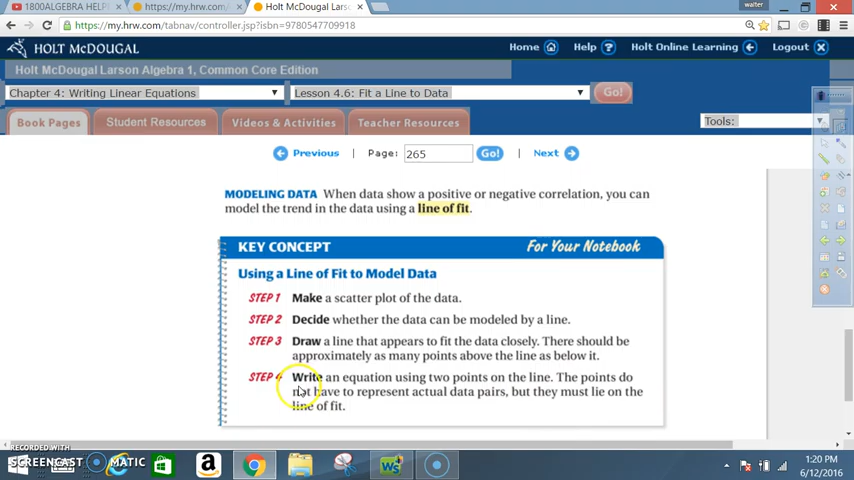 1800ALGEBRA HELPI
https://my.hrw.com/tabnav/
Holt McDougal Larson Alg
walter
https://my.hrw.com/tabnav/controller.jsp?isbn=9780547709918
HOLT MCDOUGAL
Home
Help
Holt Online Learning
Logout
Holt McDougal Larson Algebra 1, Common Core Edition
Chapter 4: Writing Linear Equations
Lesson 4.6: Fit a Line to Data
Go!
Book Pages
Student Resources
Videos & Activities
Teacher Resources
Tools:
Previous | Page: 265 Go! | Next
MODELING DATA When data show a positive or negative correlation, you can
model the trend in the data using a line of fit.
KEY CONCEPT
For Your Notebook
Using a Line of Fit to Model Data
STEP 1 Make a scatter plot of the data.
STEP 2 Decide whether the data can be modeled by a line.
STEP 3 Draw a line that appears to fit the data closely. There should be
approximately as many points above the line as below it.
STEP 4 Write an equation using two points on the line. The points do
not have to represent actual data pairs, but they must lie on the
line of fit.
RECORDED WITH
SCREENCAST MATIC
1:20 PM
6/12/2016